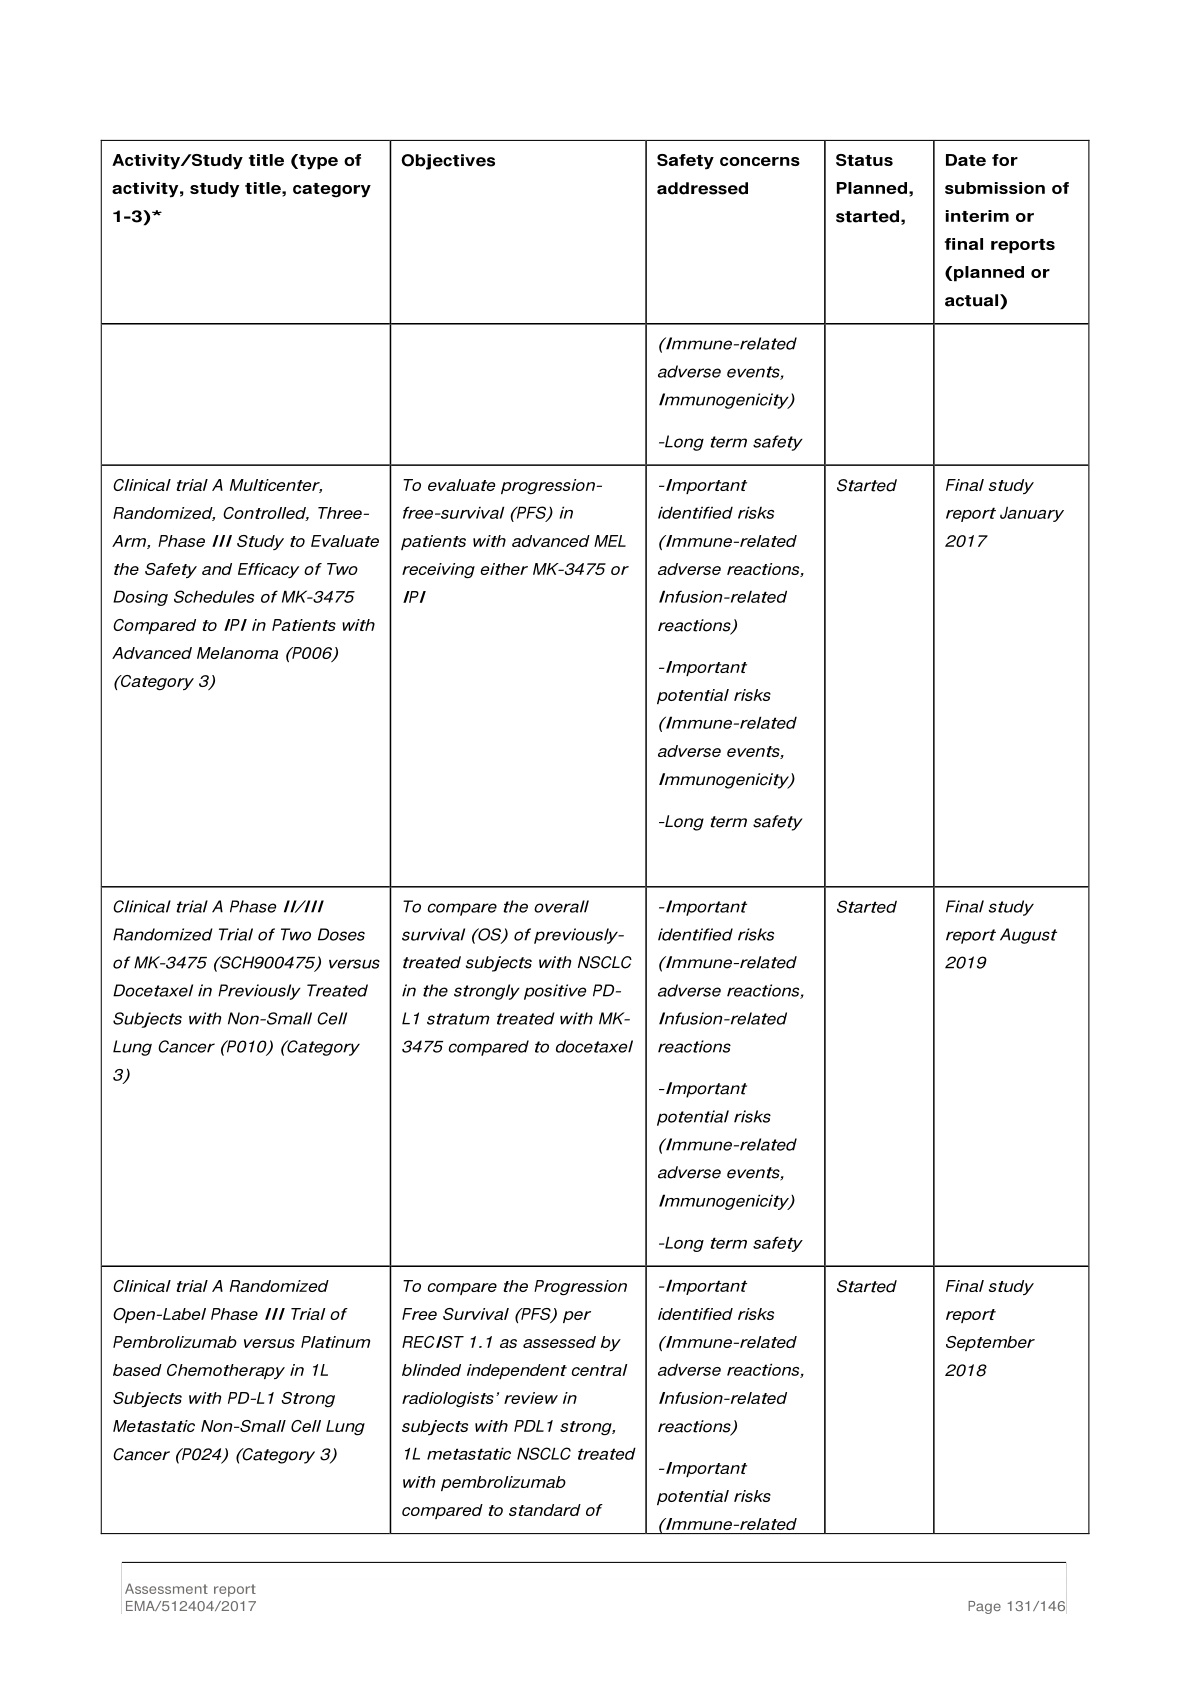 Activity/Study title (type of
activity, study title, category
1-3)*
Objectives
Safety concerns
addressed
Status
Planned,
started,
Date for
submission of
interim or
final reports
(planned or
actual)
(Immune-related
adverse events,
Immunogenicity)
-Long term safety
Clinical trial A Multicenter,
Randomized, Controlled, Three-
Arm, Phase III Study to Evaluate
the Safety and Efficacy of Two
Dosing Schedules of MK-3475
Compared to IPI in Patients with
Advanced Melanoma (P006)
(Category 3)
To evaluate progression-
free-survival (PFS) in
patients with advanced MEL
receiving either MK-3475 or
IPI
-Important
identified risks
(Immune-related
adverse reactions,
Infusion-related
reactions)
-Important
potential risks
(Immune-related
adverse events,
Immunogenicity)
-Long term safety
Started
Final study
report January
2017
Clinical trial A Phase II/III
Randomized Trial of Two Doses
of MK-3475 (SCH900475) versus
Docetaxel in Previously Treated
Subjects with Non-Small Cell
Lung Cancer (P010) (Category
3)
To compare the overall
survival (OS) of previously-
treated subjects with NSCLC
in the strongly positive PD-
L1 stratum treated with MK-
3475 compared to docetaxel
-Important
identified risks
(Immune-related
adverse reactions,
Infusion-related
reactions
-Important
potential risks
(Immune-related
adverse events,
Immunogenicity)
-Long term safety
Started
Final study
report August
2019
Clinical trial A Randomized
Open-Label Phase III Trial of
Pembrolizumab versus Platinum
based Chemotherapy in 1L
Subjects with PD-L1 Strong
Metastatic Non-Small Cell Lung
Cancer (P024) (Category 3)
To compare the Progression
Free Survival (PFS) per
RECIST 1.1 as assessed by
blinded independent central
radiologists’ review in
subjects with PDL1 strong,
1L metastatic NSCLC treated
with pembrolizumab
compared to standard of
-Important
identified risks
(Immune-related
adverse reactions,
Infusion-related
reactions)
-Important
potential risks
(Immune-related
Started
Final study
report
September
2018
Assessment report
EMA/512404/2017
Page 131/146